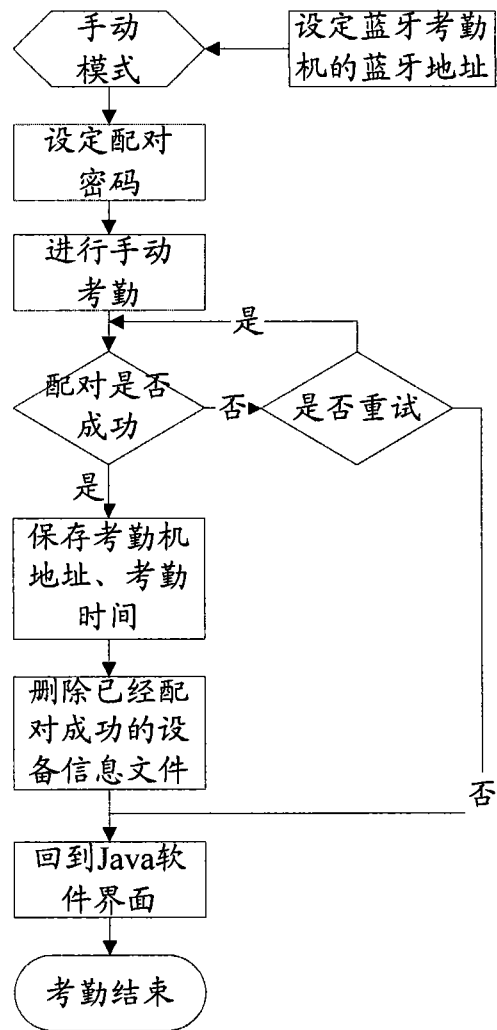 手动
模式
设定蓝牙考勤
机的蓝牙地址
设定配对
密码
进行手动
考勤
是
配对是否
成功
否
是否重试
是
保存考勤机
地址、考勤
时间
删除已经配
对成功的设
备信息文件
否
回到Java软
件界面
考勤结束